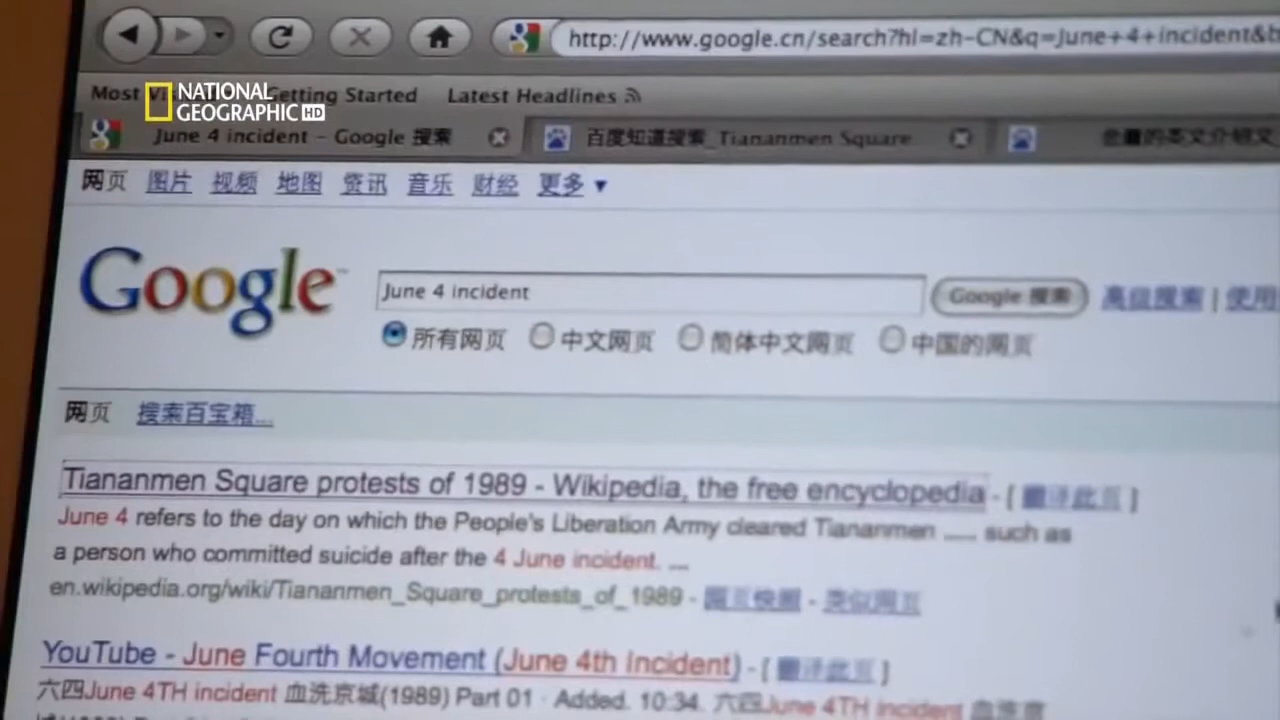 http://www.google.cn/search?hl=zh-CN&q=June+4+incident&b
Most Getting Started Latest Headlines
NATIONAL
GEOGRAPHIC HD
June 4 incident - Google 搜索 百度知道搜索_Tiananmen Square
网页 图片 视频 地图 资讯 音乐 财经 更多 ▼
Google™ June 4 incident Google 搜索 高级搜索 | 使用
所有网页 中文网页 简体中文网页 中国的网页
网页 搜索百宝箱...
Tiananmen Square protests of 1989 - Wikipedia, the free encyclopedia - [ 翻译此页 ]
June 4 refers to the day on which the People's Liberation Army cleared Tiananmen ...... such as
a person who committed suicide after the 4 June incident. ...
en.wikipedia.org/wiki/Tiananmen_Square_protests_of_1989 - 网页快照 - 类似网页
YouTube - June Fourth Movement (June 4th Incident) - [ 翻译此页 ]
六四June 4TH incident 血洗京城(1989) Part 01 · Added. 10:34. 六四June 4TH incident 血洗京